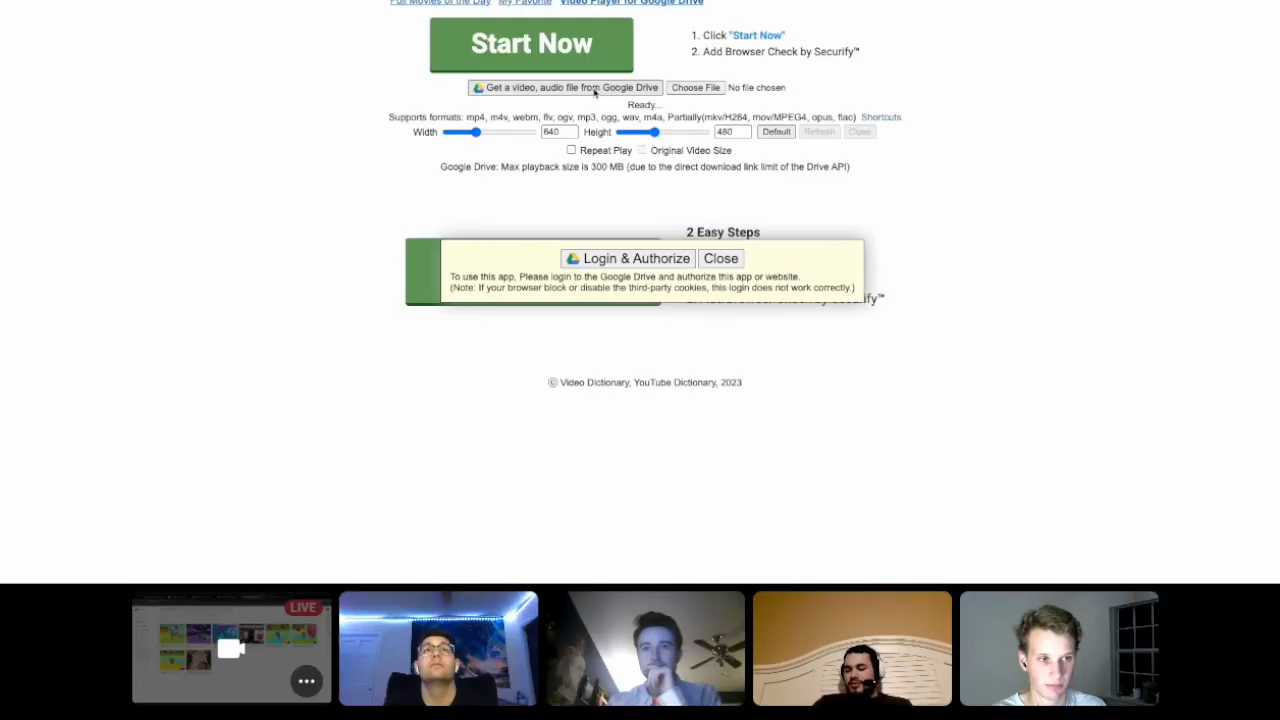 Full Movies of the Day My Favorite Video Player for Google Drive
Start Now
1. Click "Start Now"
2. Add Browser Check by Securify™
Get a video, audio file from Google Drive Choose File No file chosen
Ready...
Supports formats: mp4, m4v, webm, flv, ogv, mp3, ogg, wav, m4a, Partially(mkv/H264, mov/MPEG4, opus, flac) Shortcuts
Width 640 Height 480 Default Refresh Close
Repeat Play Original Video Size
Google Drive: Max playback size is 300 MB (due to the direct download link limit of the Drive API)
2 Easy Steps
Login & Authorize Close
To use this app, Please login to the Google Drive and authorize this app or website.
(Note: If your browser block or disable the third-party cookies, this login does not work correctly.)
ify™
ⓒ Video Dictionary, YouTube Dictionary, 2023
LIVE